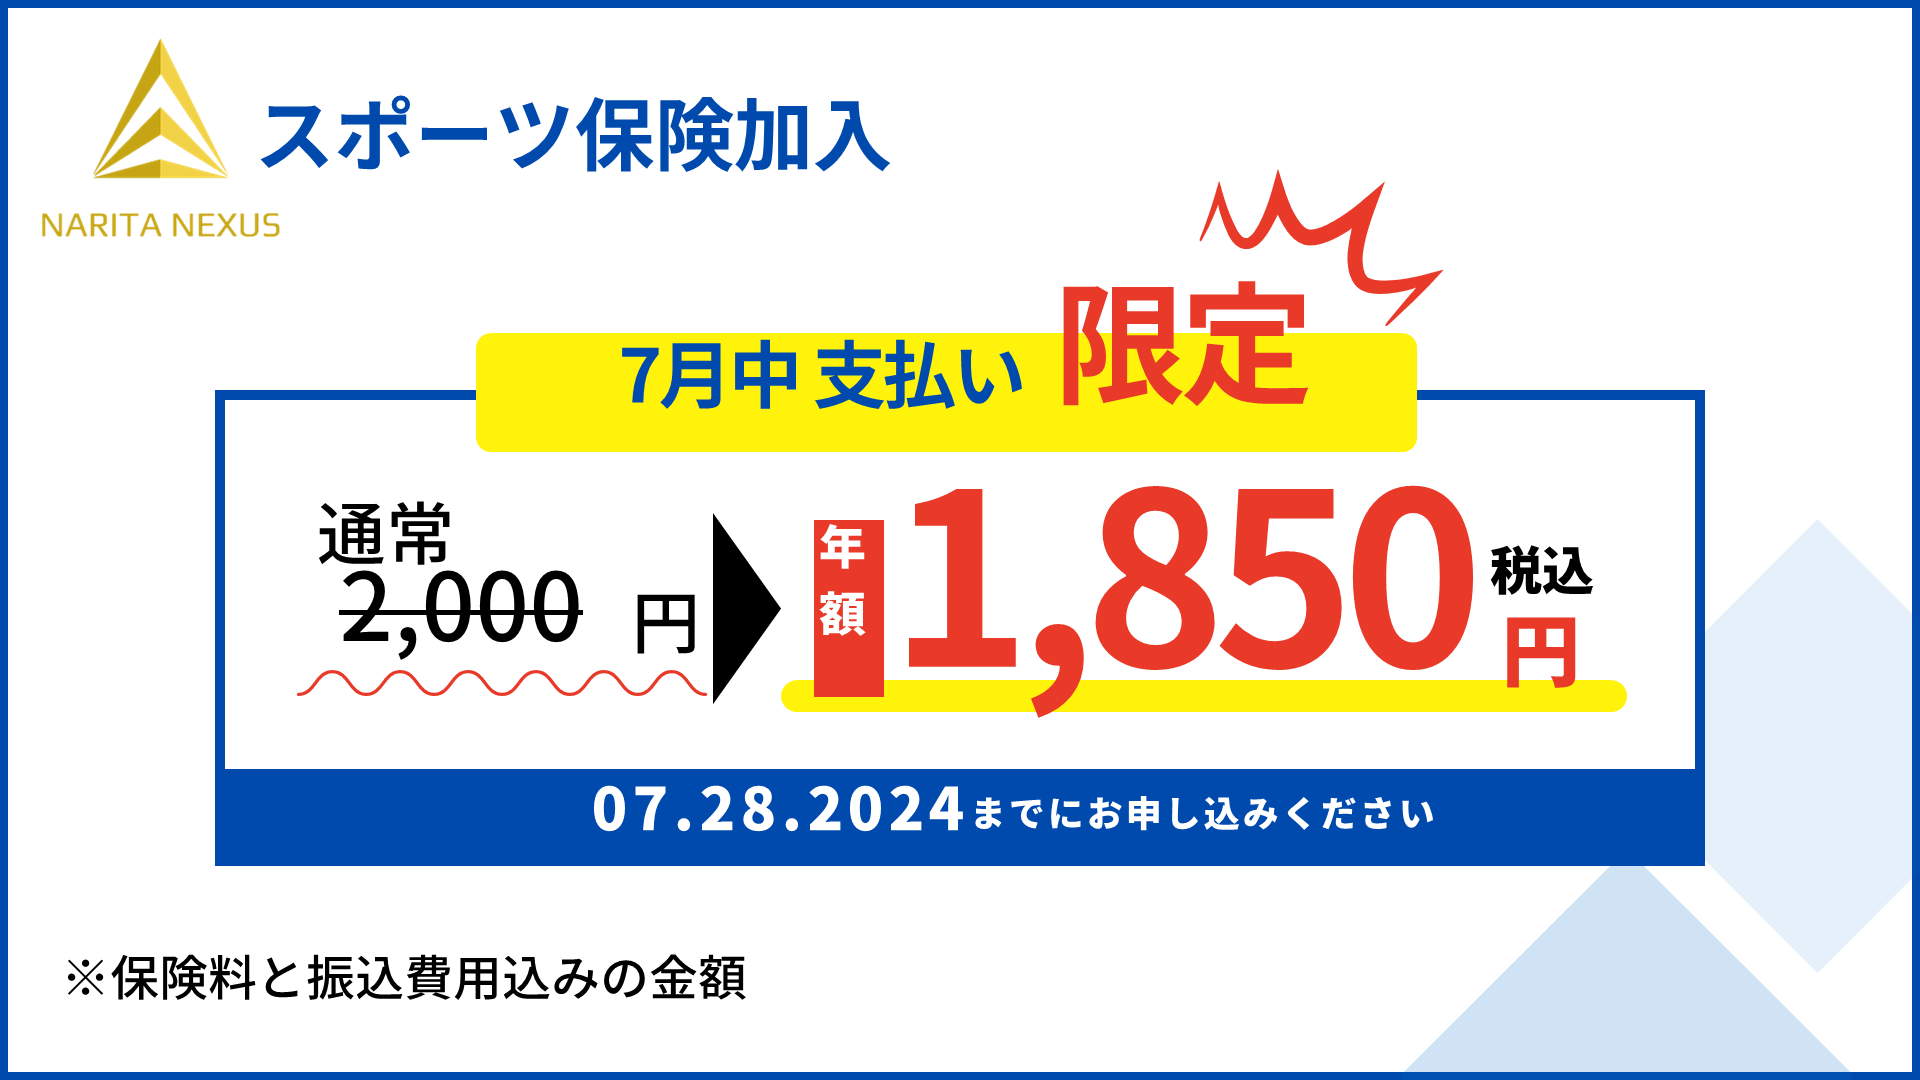 スポーツ保険加入
NARITA NEXUS
7月中 支払い 限定
通常
2,000 円
年額
1,850
税込
円
07.28.2024までにお申し込みください
※保険料と振込費用込みの金額